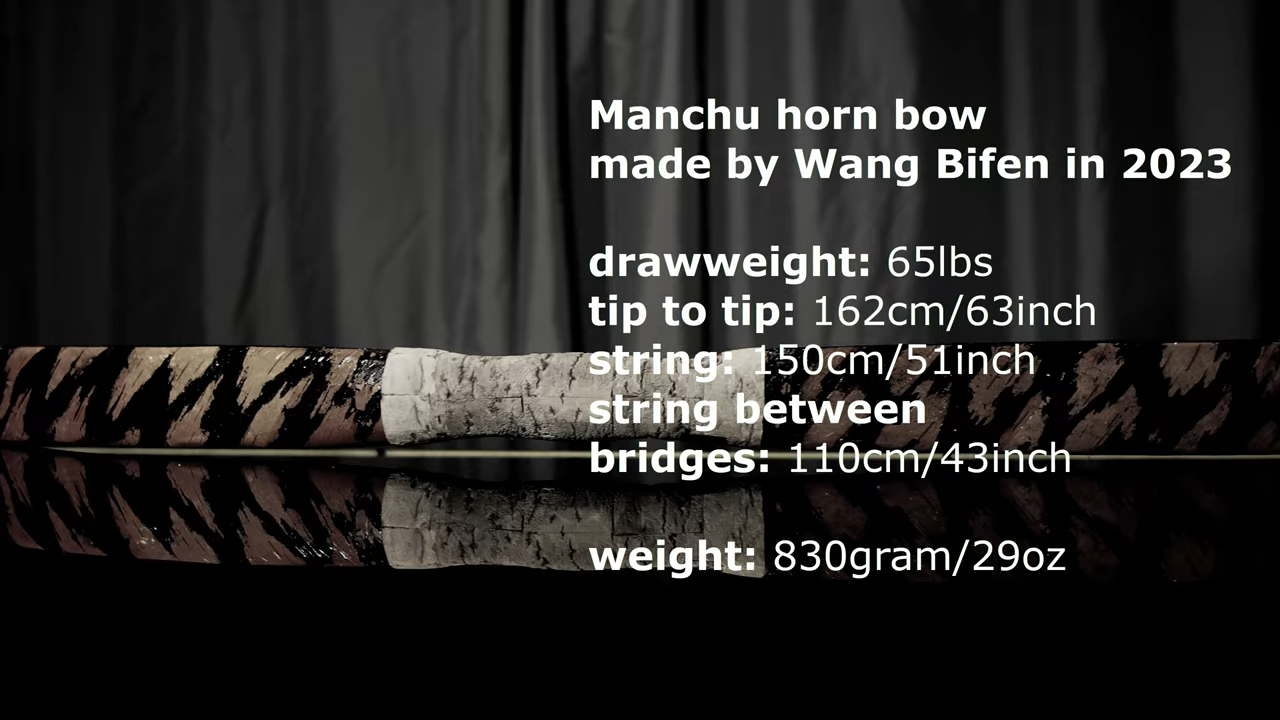 Manchu horn bow
made by Wang Bifen in 2023
drawweight: 65lbs
tip to tip: 162cm/63inch
string: 150cm/51inch
string between
bridges: 110cm/43inch
weight: 830gram/29oz